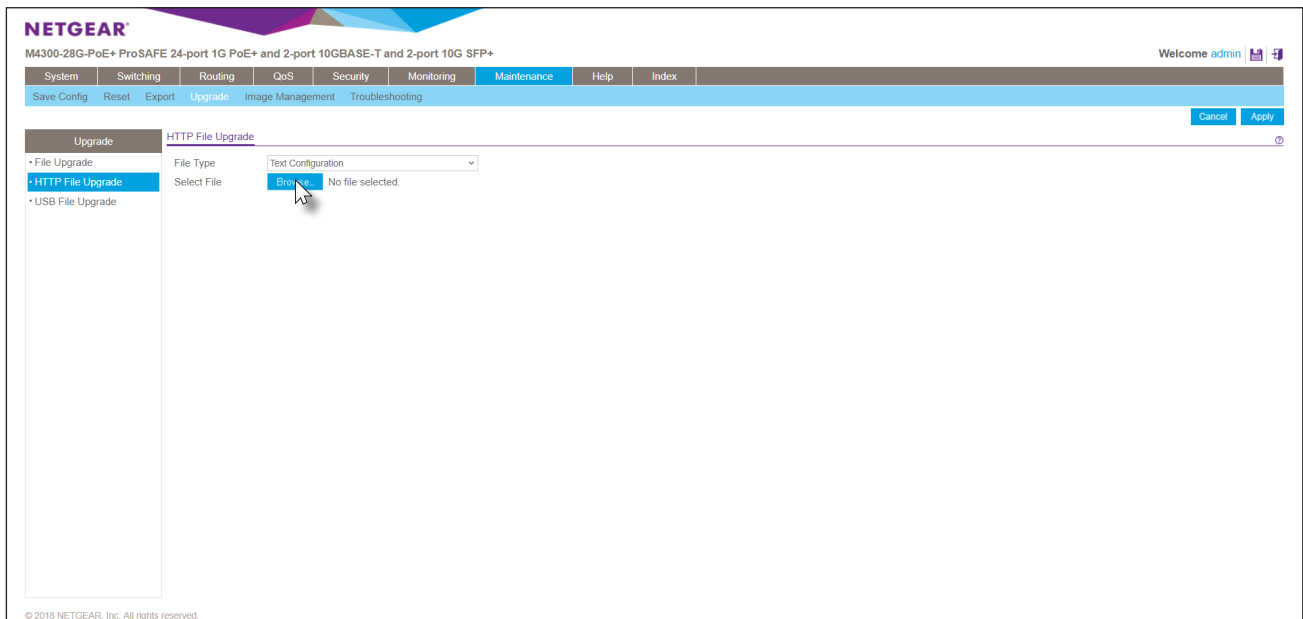 NETGEAR®
M4300-28G-PoE+ ProSAFE 24-port 1G PoE+ and 2-port 10GBASE-T and 2-port 10G SFP+ Welcome admin
System Switching Routing QoS Security Monitoring Maintenance Help Index
Save Config Reset Export Upgrade Image Management Troubleshooting
Cancel Apply
Upgrade
• File Upgrade
• HTTP File Upgrade
• USB File Upgrade
HTTP File Upgrade
File Type Text Configuration
Select File Browse.. No file selected.
© 2018 NETGEAR, Inc. All rights reserved.